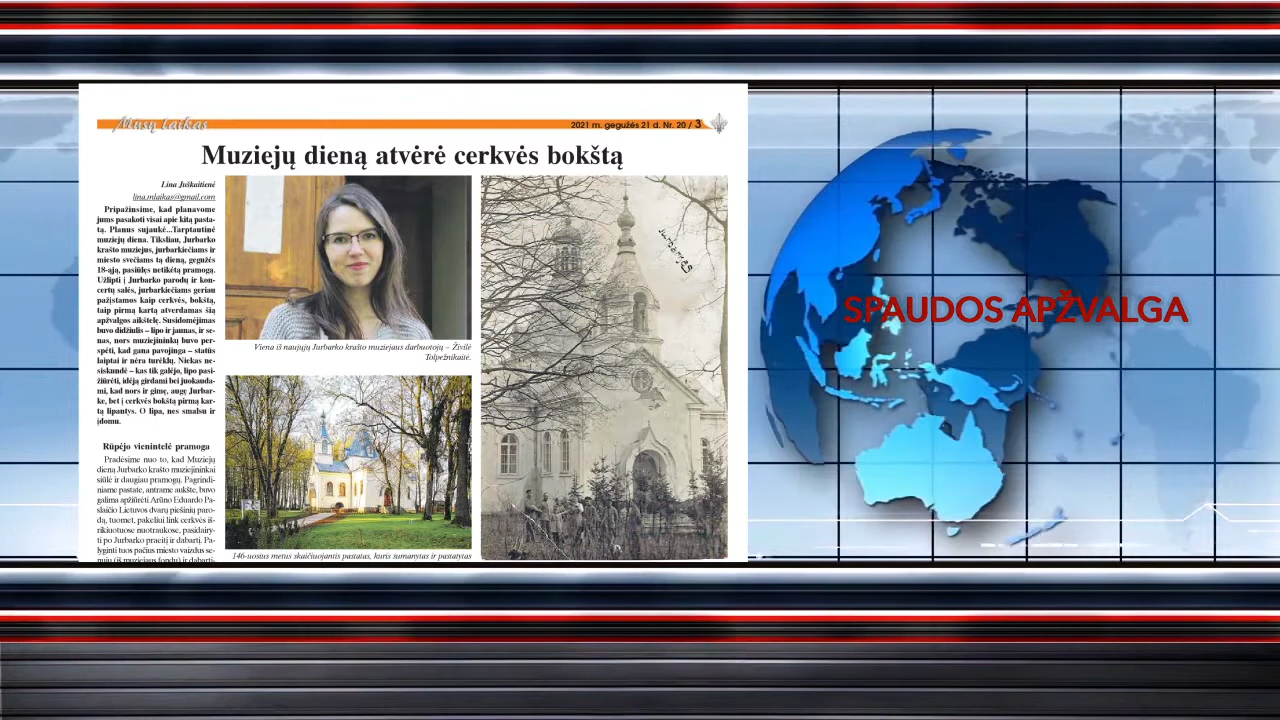 Mūsų laikas
2021 m. gegužės 21 d. Nr. 20 / 3
Muziejų dieną atvėrė cerkvės bokštą
Lina Juškaitienė
lina.mlaikas@gmail.com
Pripažinsime, kad planavome
jums pasakoti visai apie kitą pasta-
tą. Planus sujaukė...Tarptautinė
muziejų diena. Tiksliau, Jurbarko
krašto muziejus, jurbarkiečiams ir
miesto svečiams tą dieną, gegužės
18-ąją, pasiūlęs netikėtą pramogą.
Užlipti į Jurbarko parodų ir kon-
certų salės, jurbarkiečiams geriau
pažįstamos kaip cerkvės, bokštą,
taip pirmą kartą atverdamas šią
apžvalgos aikštelę. Susidomėjimas
buvo didžiulis – lipo ir jaunas, ir se-
nas, nors muziejininkų buvo per-
spėti, kad gana pavojinga – status
laiptai ir nėra turėklų. Niekas ne-
siskundė – kas tik galėjo, lipo pasi-
žiūrėti, idėją girdami bei juokauda-
mi, kad nors ir gimę, augę Jurbar-
ke, bet į cerkvės bokštą pirmą kar-
tą lipantys. O lipa, nes smalsu ir
įdomu.
Rūpėjo vienintelė pramoga
Pradėsime nuo to, kad Muziejų
dieną Jurbarko krašto muziejininkai
siūlė ir daugiau pramogų. Pagrindi-
niame pastate, antrame aukšte, buvo
galima apžiūrėti Arūno Eduardo Pa-
slaičio Lietuvos dvarų piešinių paro-
dą, tuomet, pakeliui link cerkvės iš-
rikiuotuose nuotraukose, pasidairy-
ti po Jurbarko praeitį ir dabartį. Pa-
lyginti tuos pačius miesto vaizdus se-
nųjų (iš muziejaus fondų) ir dabarti-
Viena iš naujųjų Jurbarko krašto muziejaus darbuotojų – Živilė
Tolpežnikaitė.
146-uosius metus skaičiuojantis pastatas, kuris sumanytas ir pastatytas
SPAUDOS APŽVALGA